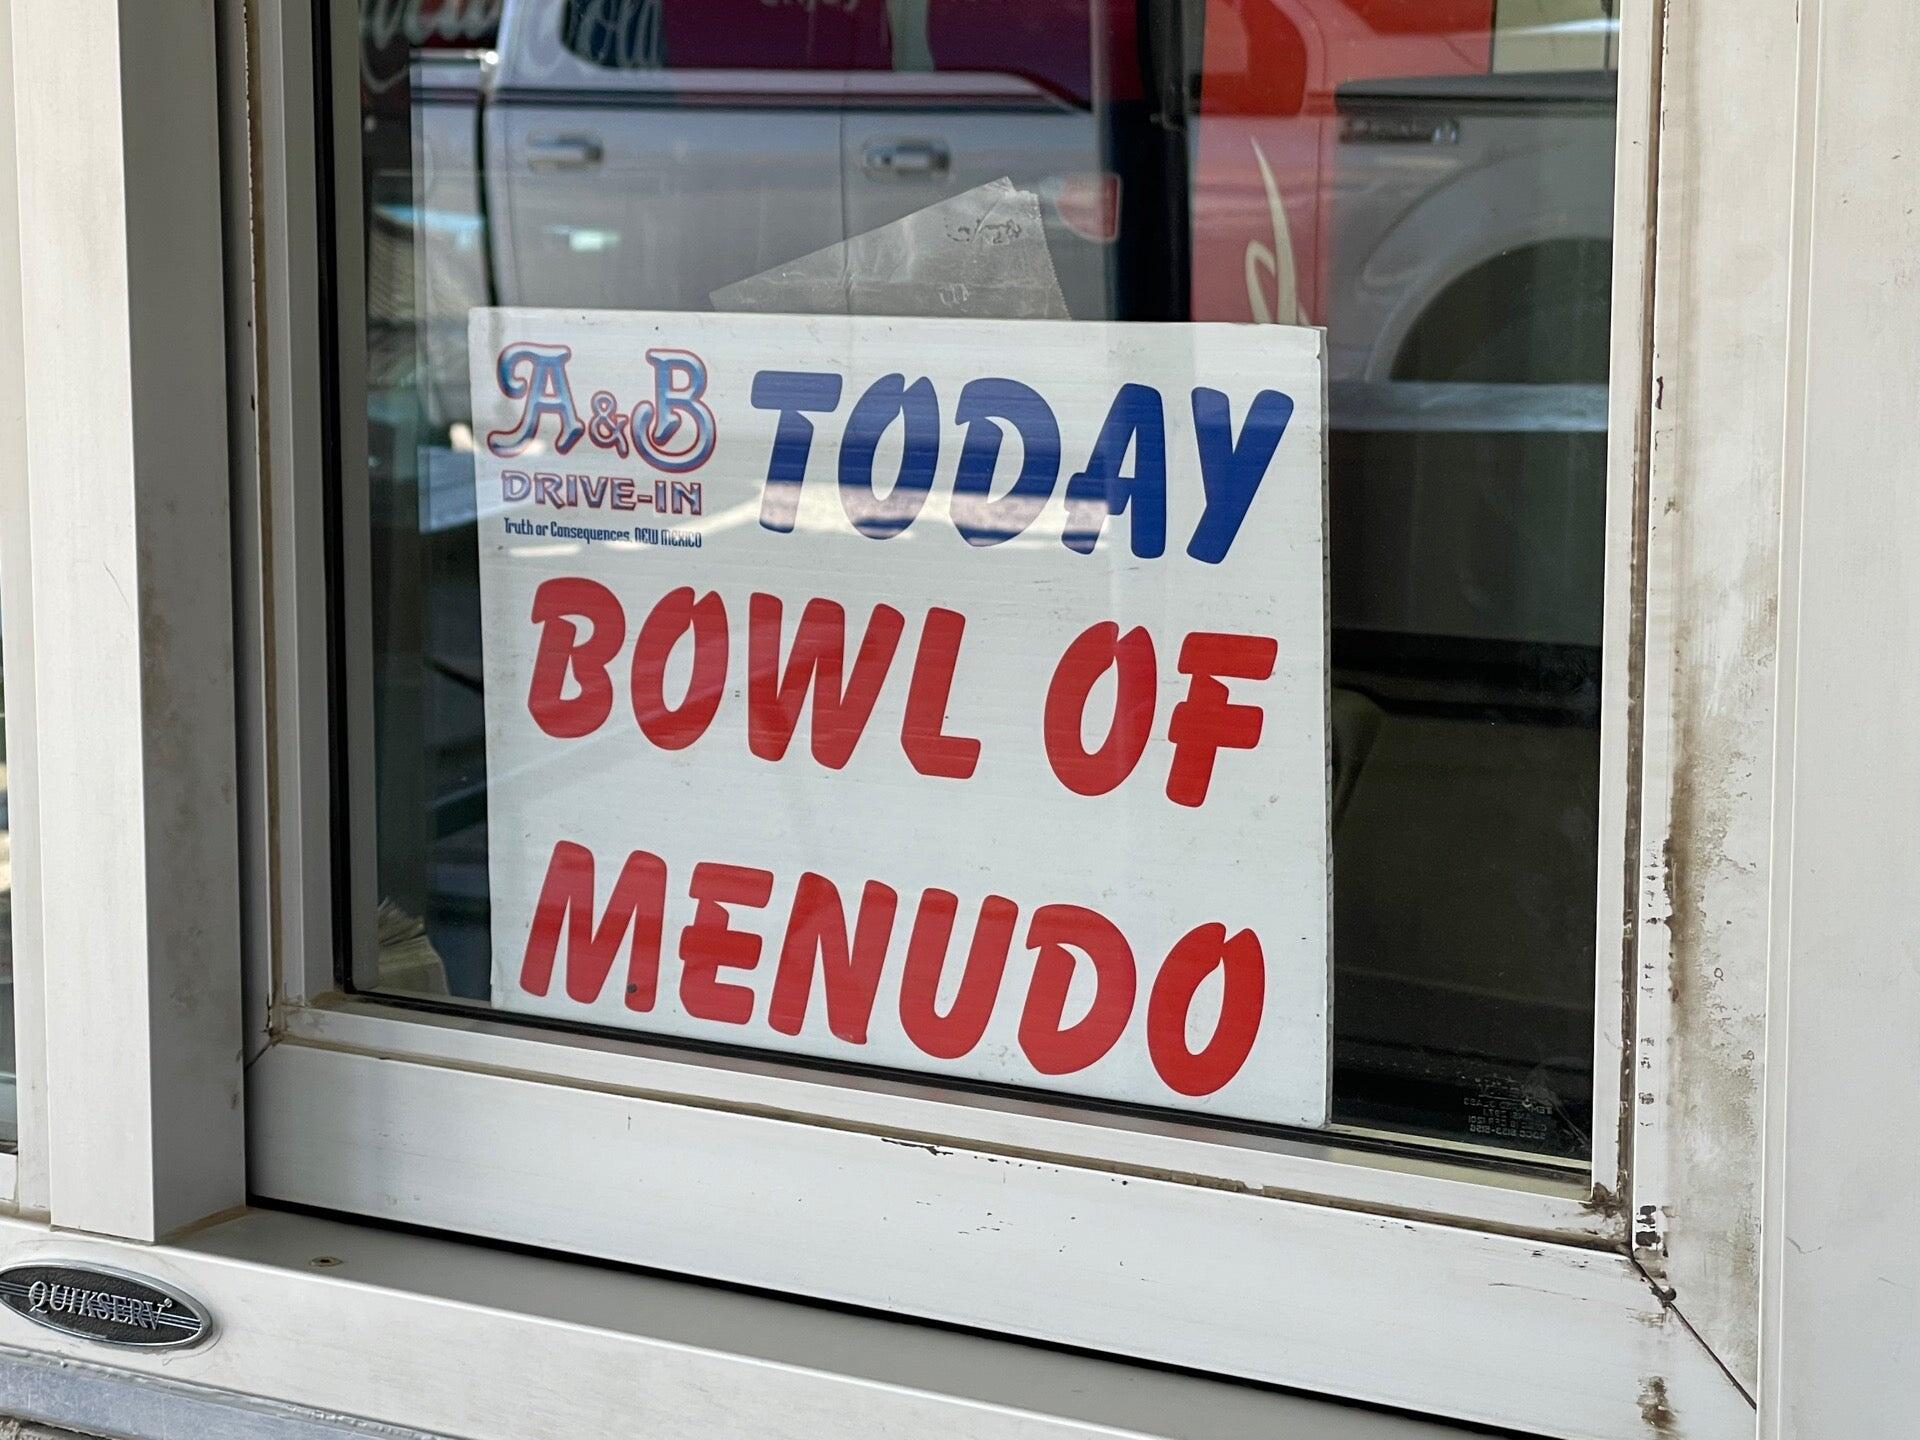 A&B
DRIVE-IN
Truth or Consequences, NEW MEXICO
TODAY
BOWL OF
MENUDO
QUIKSERV®